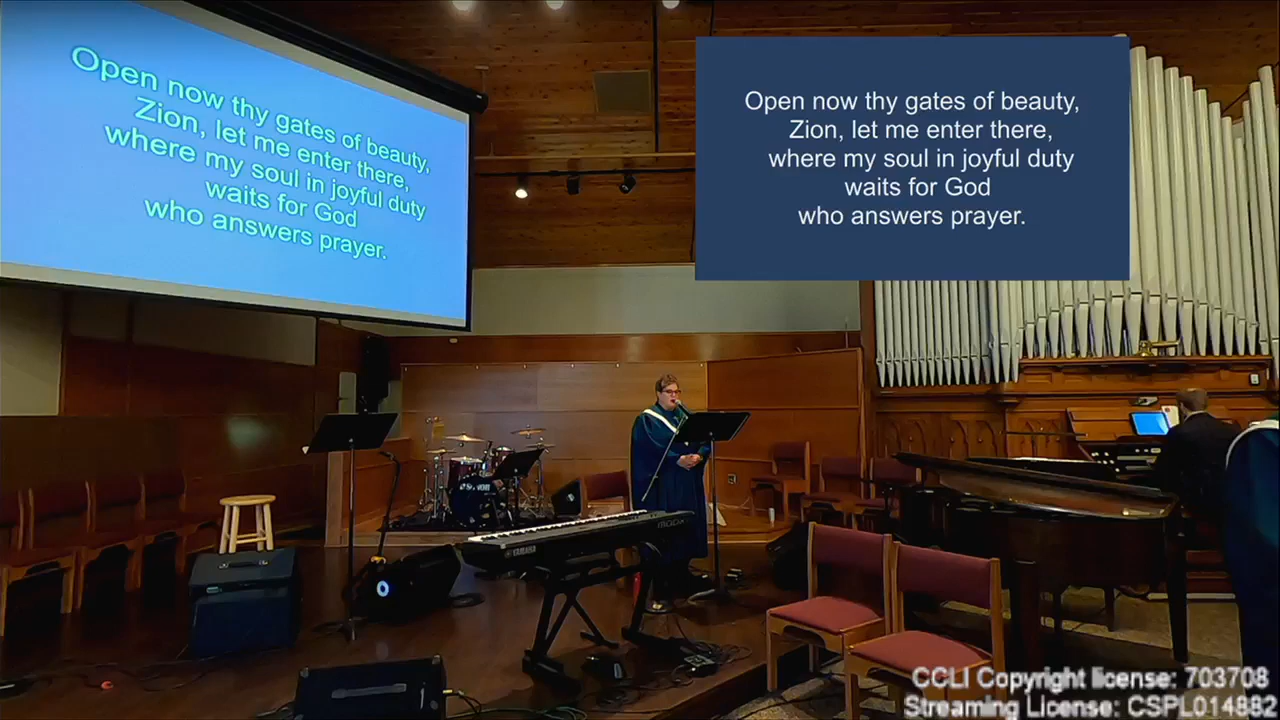 Open now thy gates of beauty,
Zion, let me enter there,
where my soul in joyful duty
waits for God
who answers prayer.
Open now thy gates of beauty,
Zion, let me enter there,
where my soul in joyful duty
waits for God
who answers prayer.
YAMAHA
CCLI Copyright license: 703708
Streaming License: CSPL014882